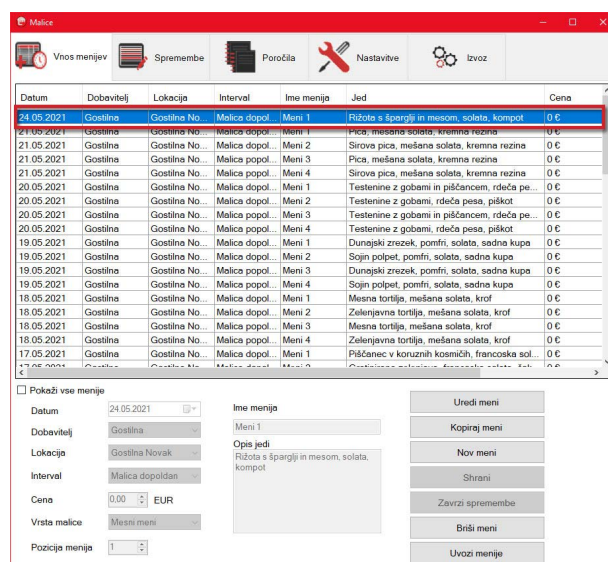 Malice
Vnos menijev Spremembe Poročila Nastavitve Izvoz
Datum Dobavitelj Lokacija Interval Ime menija Jed Cena
24.05.2021 Gostilna Gostilna No... Malica dopol... Meni 1 Rižota s šparglji in mesom, solata, kompot 0 €
21.05.2021 Gostilna Gostilna No... Malica dopol... Meni 1 Pica, mešana solata, kremna rezina 0 €
21.05.2021 Gostilna Gostilna No... Malica dopol... Meni 2 Sirova pica, mešana solata, kremna rezina 0 €
21.05.2021 Gostilna Gostilna No... Malica popol... Meni 3 Pica, mešana solata, kremna rezina 0 €
21.05.2021 Gostilna Gostilna No... Malica popol... Meni 4 Sirova pica, mešana solata, kremna rezina 0 €
20.05.2021 Gostilna Gostilna No... Malica dopol... Meni 1 Testenine z gobami in piščancem, rdeča pe... 0 €
20.05.2021 Gostilna Gostilna No... Malica dopol... Meni 2 Testenine z gobami, rdeča pesa, piškot 0 €
20.05.2021 Gostilna Gostilna No... Malica popol... Meni 3 Testenine z gobami in piščancem, rdeča pe... 0 €
20.05.2021 Gostilna Gostilna No... Malica popol... Meni 4 Testenine z gobami, rdeča pesa, piškot 0 €
19.05.2021 Gostilna Gostilna No... Malica dopol... Meni 1 Dunajski zrezek, pomfri, solata, sadna kupa 0 €
19.05.2021 Gostilna Gostilna No... Malica dopol... Meni 2 Sojin polpet, pomfri, solata, sadna kupa 0 €
19.05.2021 Gostilna Gostilna No... Malica popol... Meni 3 Dunajski zrezek, pomfri, solata, sadna kupa 0 €
19.05.2021 Gostilna Gostilna No... Malica popol... Meni 4 Sojin polpet, pomfri, solata, sadna kupa 0 €
18.05.2021 Gostilna Gostilna No... Malica dopol... Meni 1 Mesna tortilja, mešana solata, krof 0 €
18.05.2021 Gostilna Gostilna No... Malica dopol... Meni 2 Zelenjavna tortilja, mešana solata, krof 0 €
18.05.2021 Gostilna Gostilna No... Malica popol... Meni 3 Mesna tortilja, mešana solata, krof 0 €
18.05.2021 Gostilna Gostilna No... Malica popol... Meni 4 Zelenjavna tortilja, mešana solata, krof 0 €
17.05.2021 Gostilna Gostilna No... Malica dopol... Meni 1 Piščanec v koruznih kosmičih, francoska sol... 0 €
Pokaži vse menije
Datum 24.05.2021
Dobavitelj Gostilna
Lokacija Gostilna Novak
Interval Malica dopoldan
Cena 0,00 EUR
Vrsta malice Mesni meni
Pozicija menija 1
Ime menija
Meni 1
Opis jedi
Rižota s šparglji in mesom, solata,
kompot
Uredi meni
Kopiraj meni
Nov meni
Shrani
Zavrzi spremembe
Briši meni
Uvozi menije